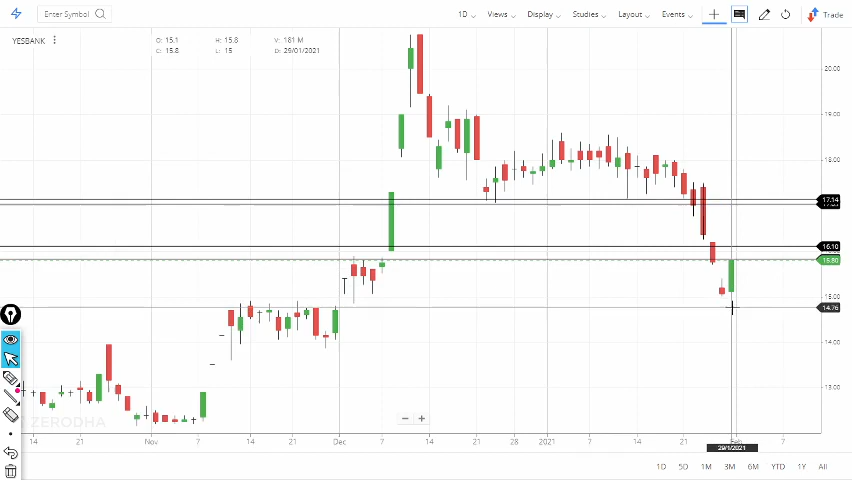 Enter Symbol
1D Views Display Studies Layout Events Trade
YESBANK
O: 15.1 H: 15.8 V: 181 M
C: 15.8 L: 15 D: 29/01/2021
20.00
19.00
18.00
17.14
16.10
15.80
15.00
14.76
14.00
13.00
ZERODHA
14 21 Nov 7 14 21 Dec 7 14 21 28 2021 7 14 21 Feb 7
29/1/2021
1D 5D 1M 3M 6M YTD 1Y All